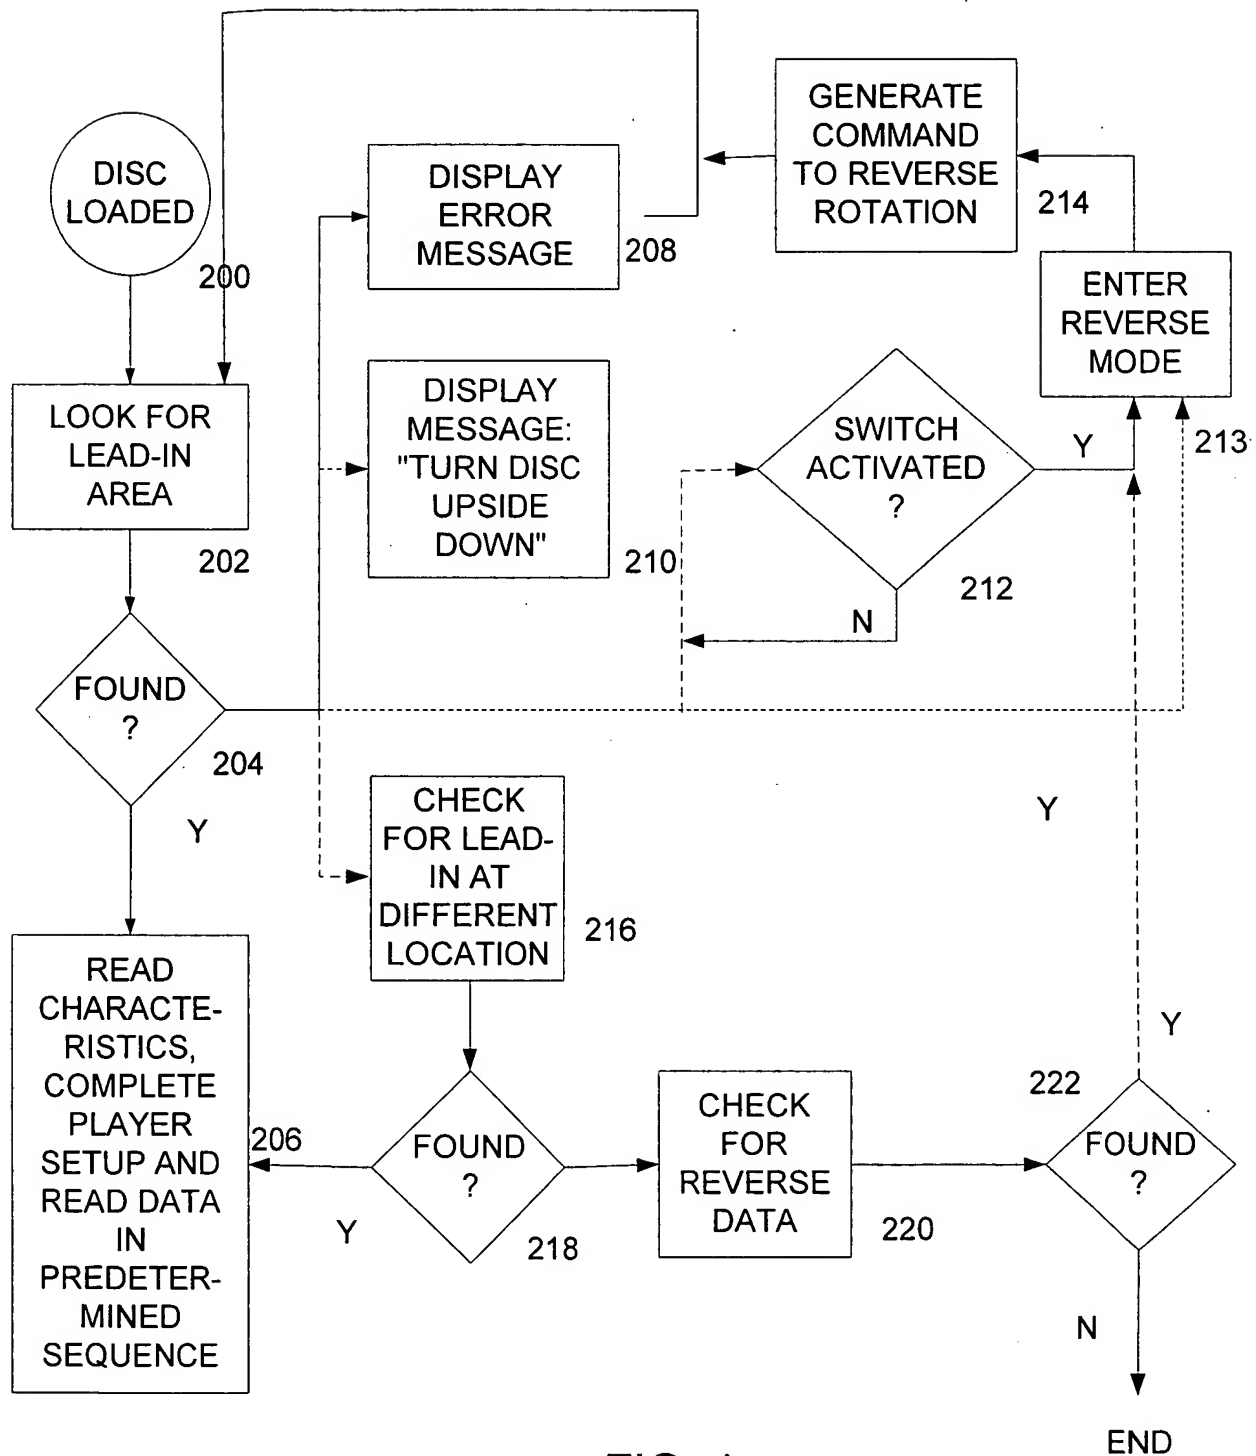 DISC
LOADED
200
LOOK FOR
LEAD-IN
AREA
202
FOUND
?
204
Y
READ
CHARACTE-
RISTICS,
COMPLETE
PLAYER
SETUP AND
READ DATA
IN
PREDETER-
MINED
SEQUENCE
206
DISPLAY
ERROR
MESSAGE
208
DISPLAY
MESSAGE:
"TURN DISC
UPSIDE
DOWN"
210
SWITCH
ACTIVATED
?
212
Y
N
ENTER
REVERSE
MODE
213
GENERATE
COMMAND
TO REVERSE
ROTATION
214
CHECK
FOR LEAD-
IN AT
DIFFERENT
LOCATION
216
FOUND
?
218
Y
CHECK
FOR
REVERSE
DATA
220
FOUND
?
222
Y
Y
N
END